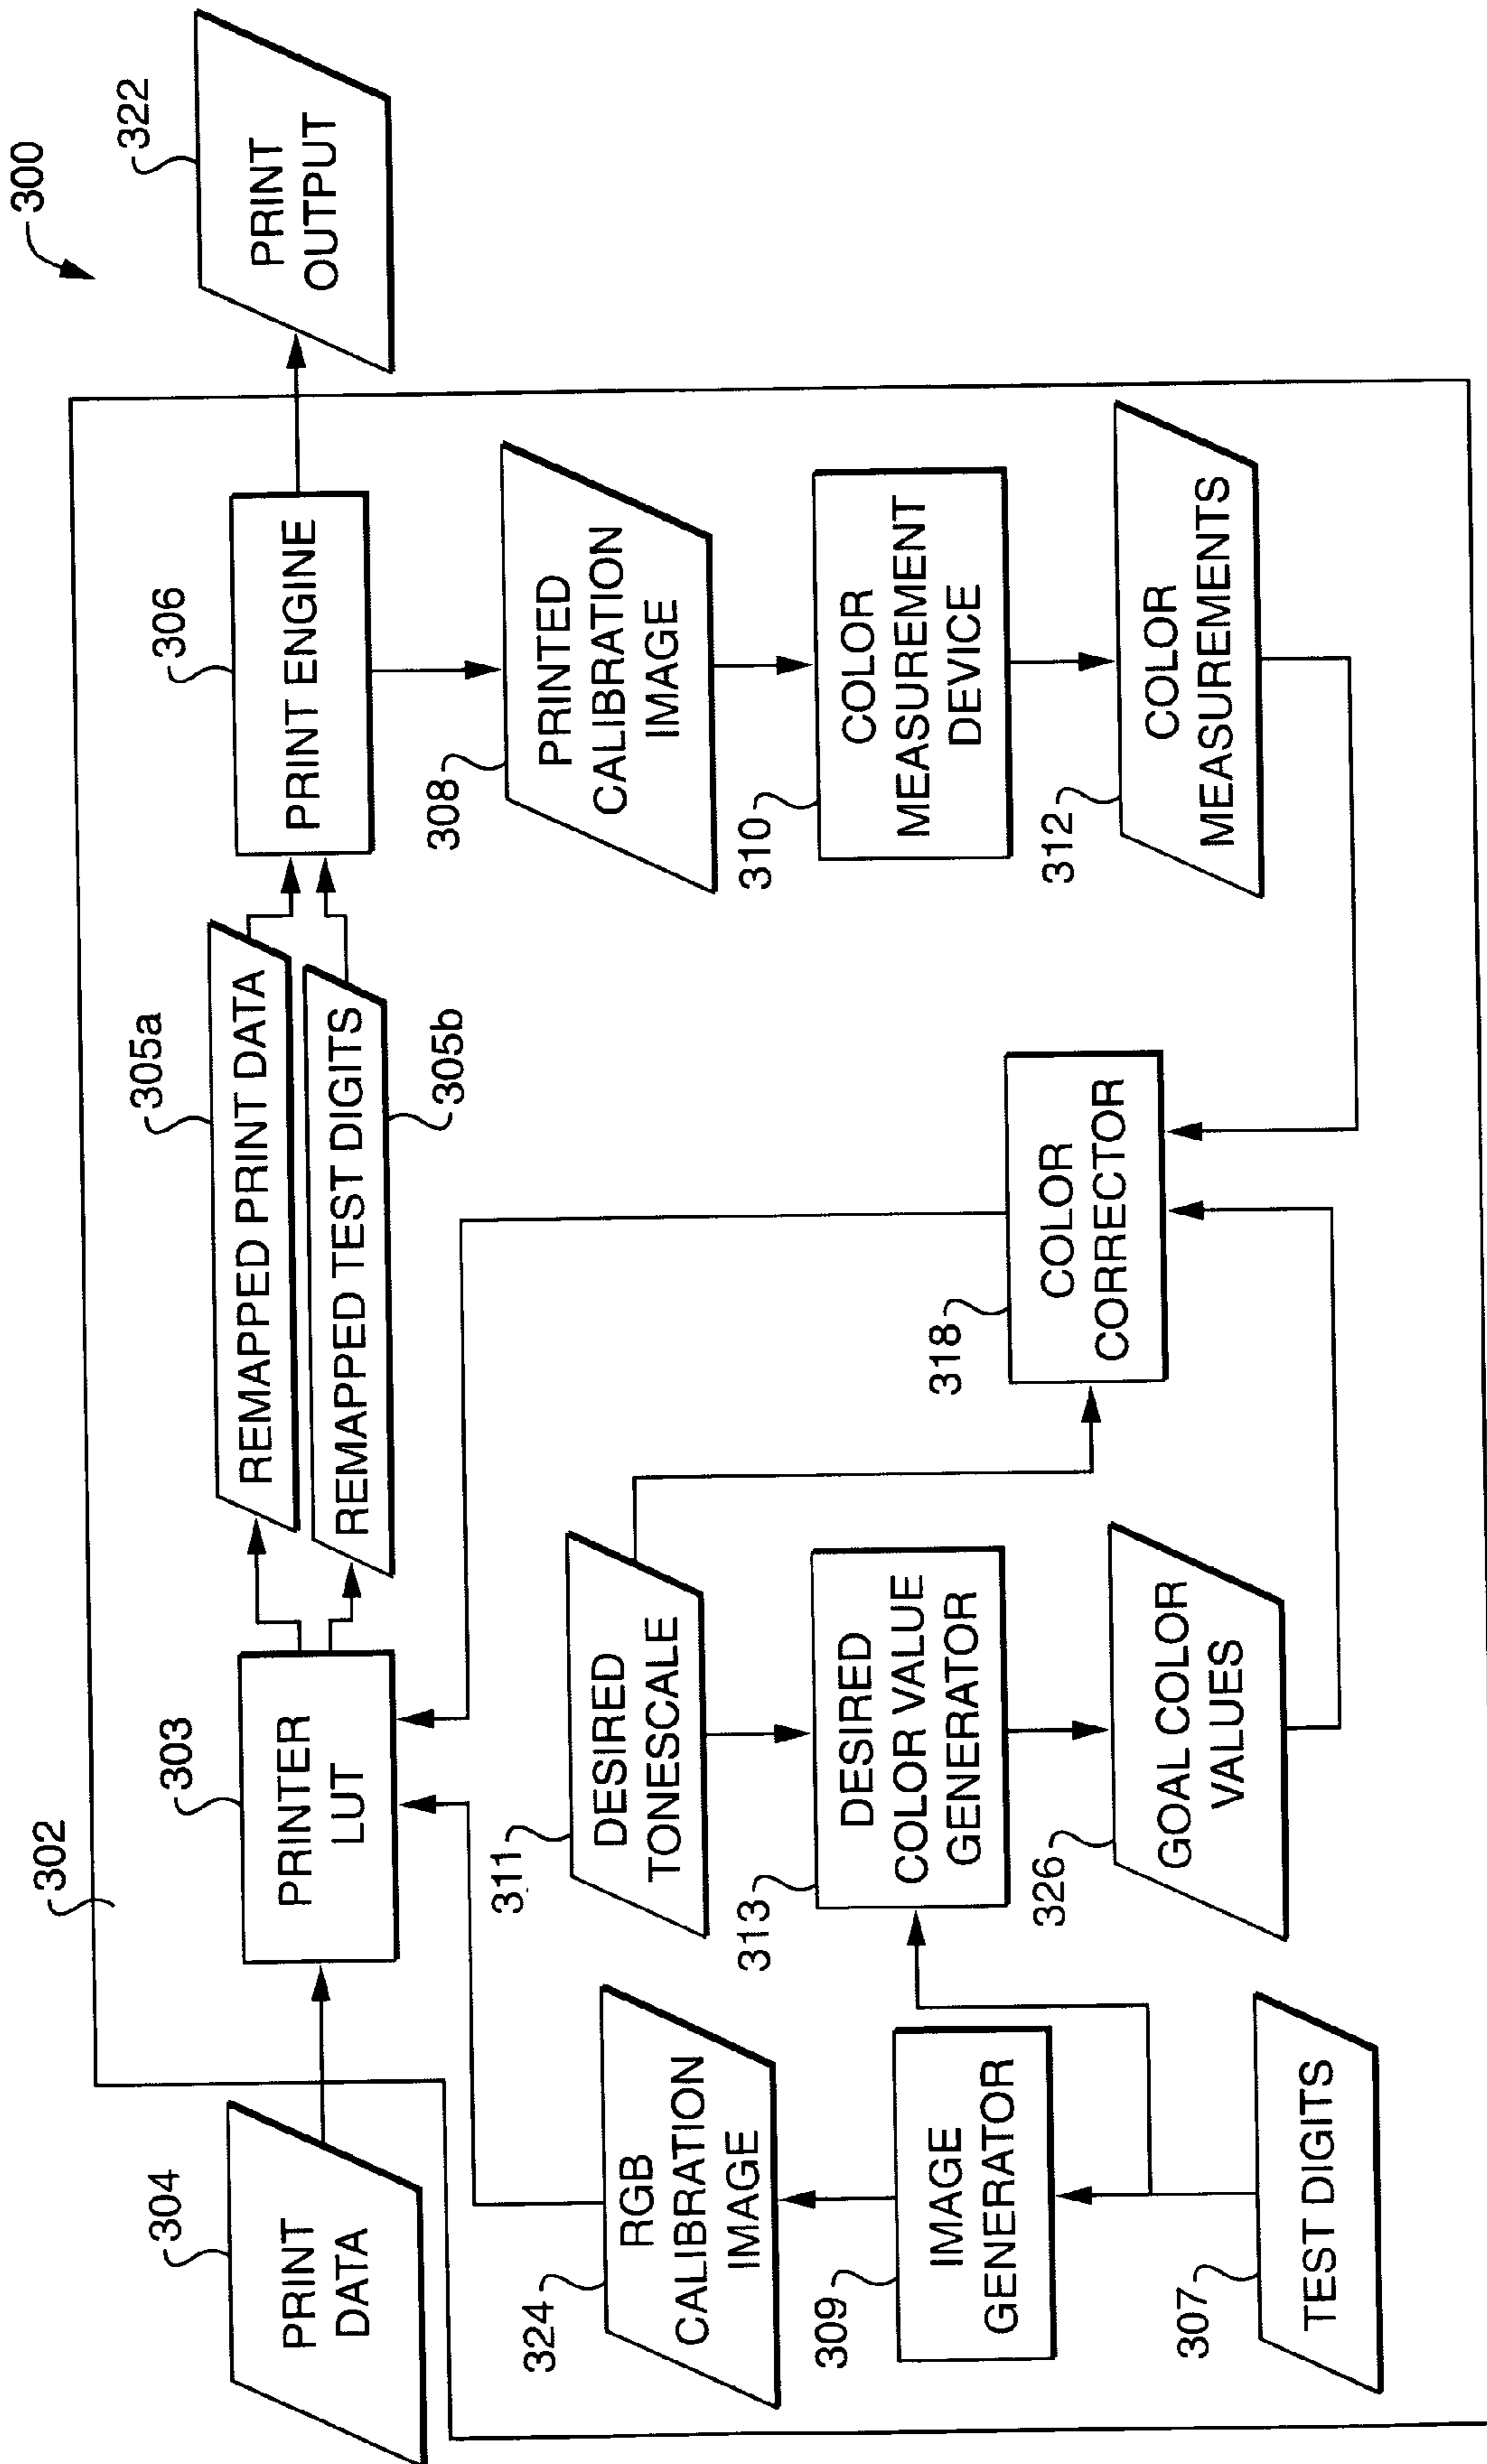 300
302
304
PRINT
DATA
303
PRINTER
LUT
305a
REMAPPED PRINT DATA
REMAPPED TEST DIGITS
305b
306
PRINT ENGINE
322
PRINT
OUTPUT
324
RGB
CALIBRATION
IMAGE
311
DESIRED
TONESCALE
308
PRINTED
CALIBRATION
IMAGE
309
IMAGE
GENERATOR
313
DESIRED
COLOR VALUE
GENERATOR
318
COLOR
CORRECTOR
310
COLOR
MEASUREMENT
DEVICE
307
TEST DIGITS
326
GOAL COLOR
VALUES
312
COLOR
MEASUREMENTS